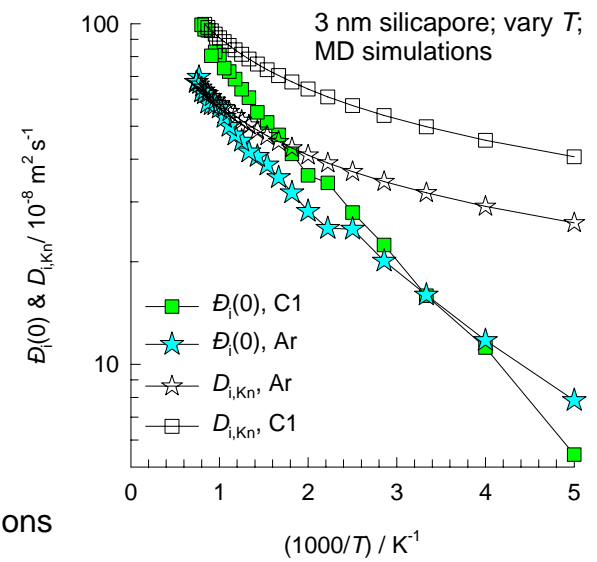 3 nm silicapore; vary T;
MD simulations
100
10
Đi(0) & Di,Kn/ 10-8 m2 s-1
Đi(0), C1
Đi(0), Ar
Di,Kn, Ar
Di,Kn, C1
0 1 2 3 4 5
(1000/T) / K-1
ons